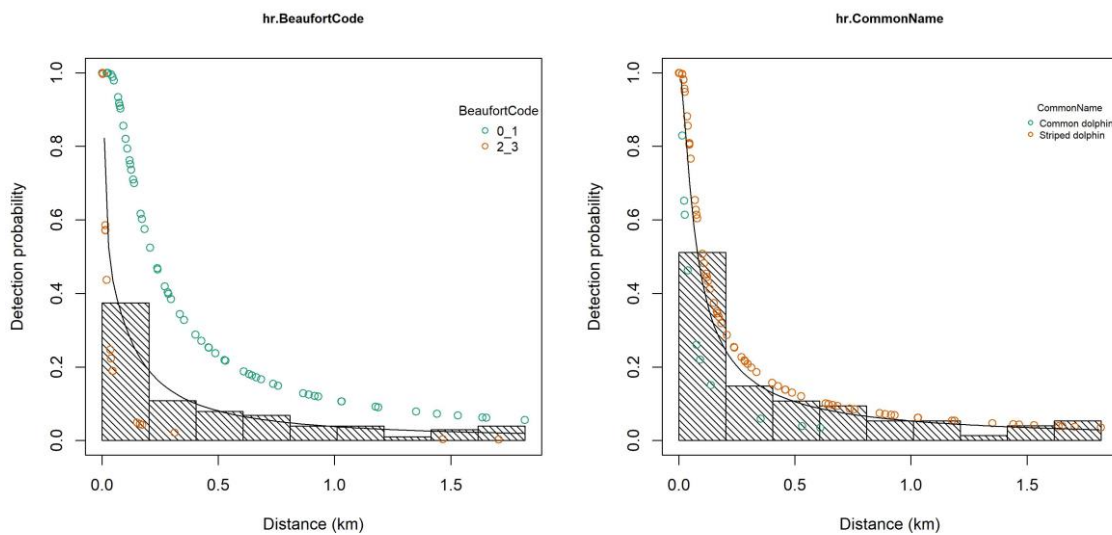 hr.BeaufortCode
Detection probability
1.0
0.8
0.6
0.4
0.2
0.0
BeaufortCode
0_1
2_3
0.0
0.5
1.0
1.5
Distance (km)
hr.CommonName
Detection probability
1.0
0.8
0.6
0.4
0.2
0.0
CommonName
Common dolphin
Striped dolphin
0.0
0.5
1.0
1.5
Distance (km)